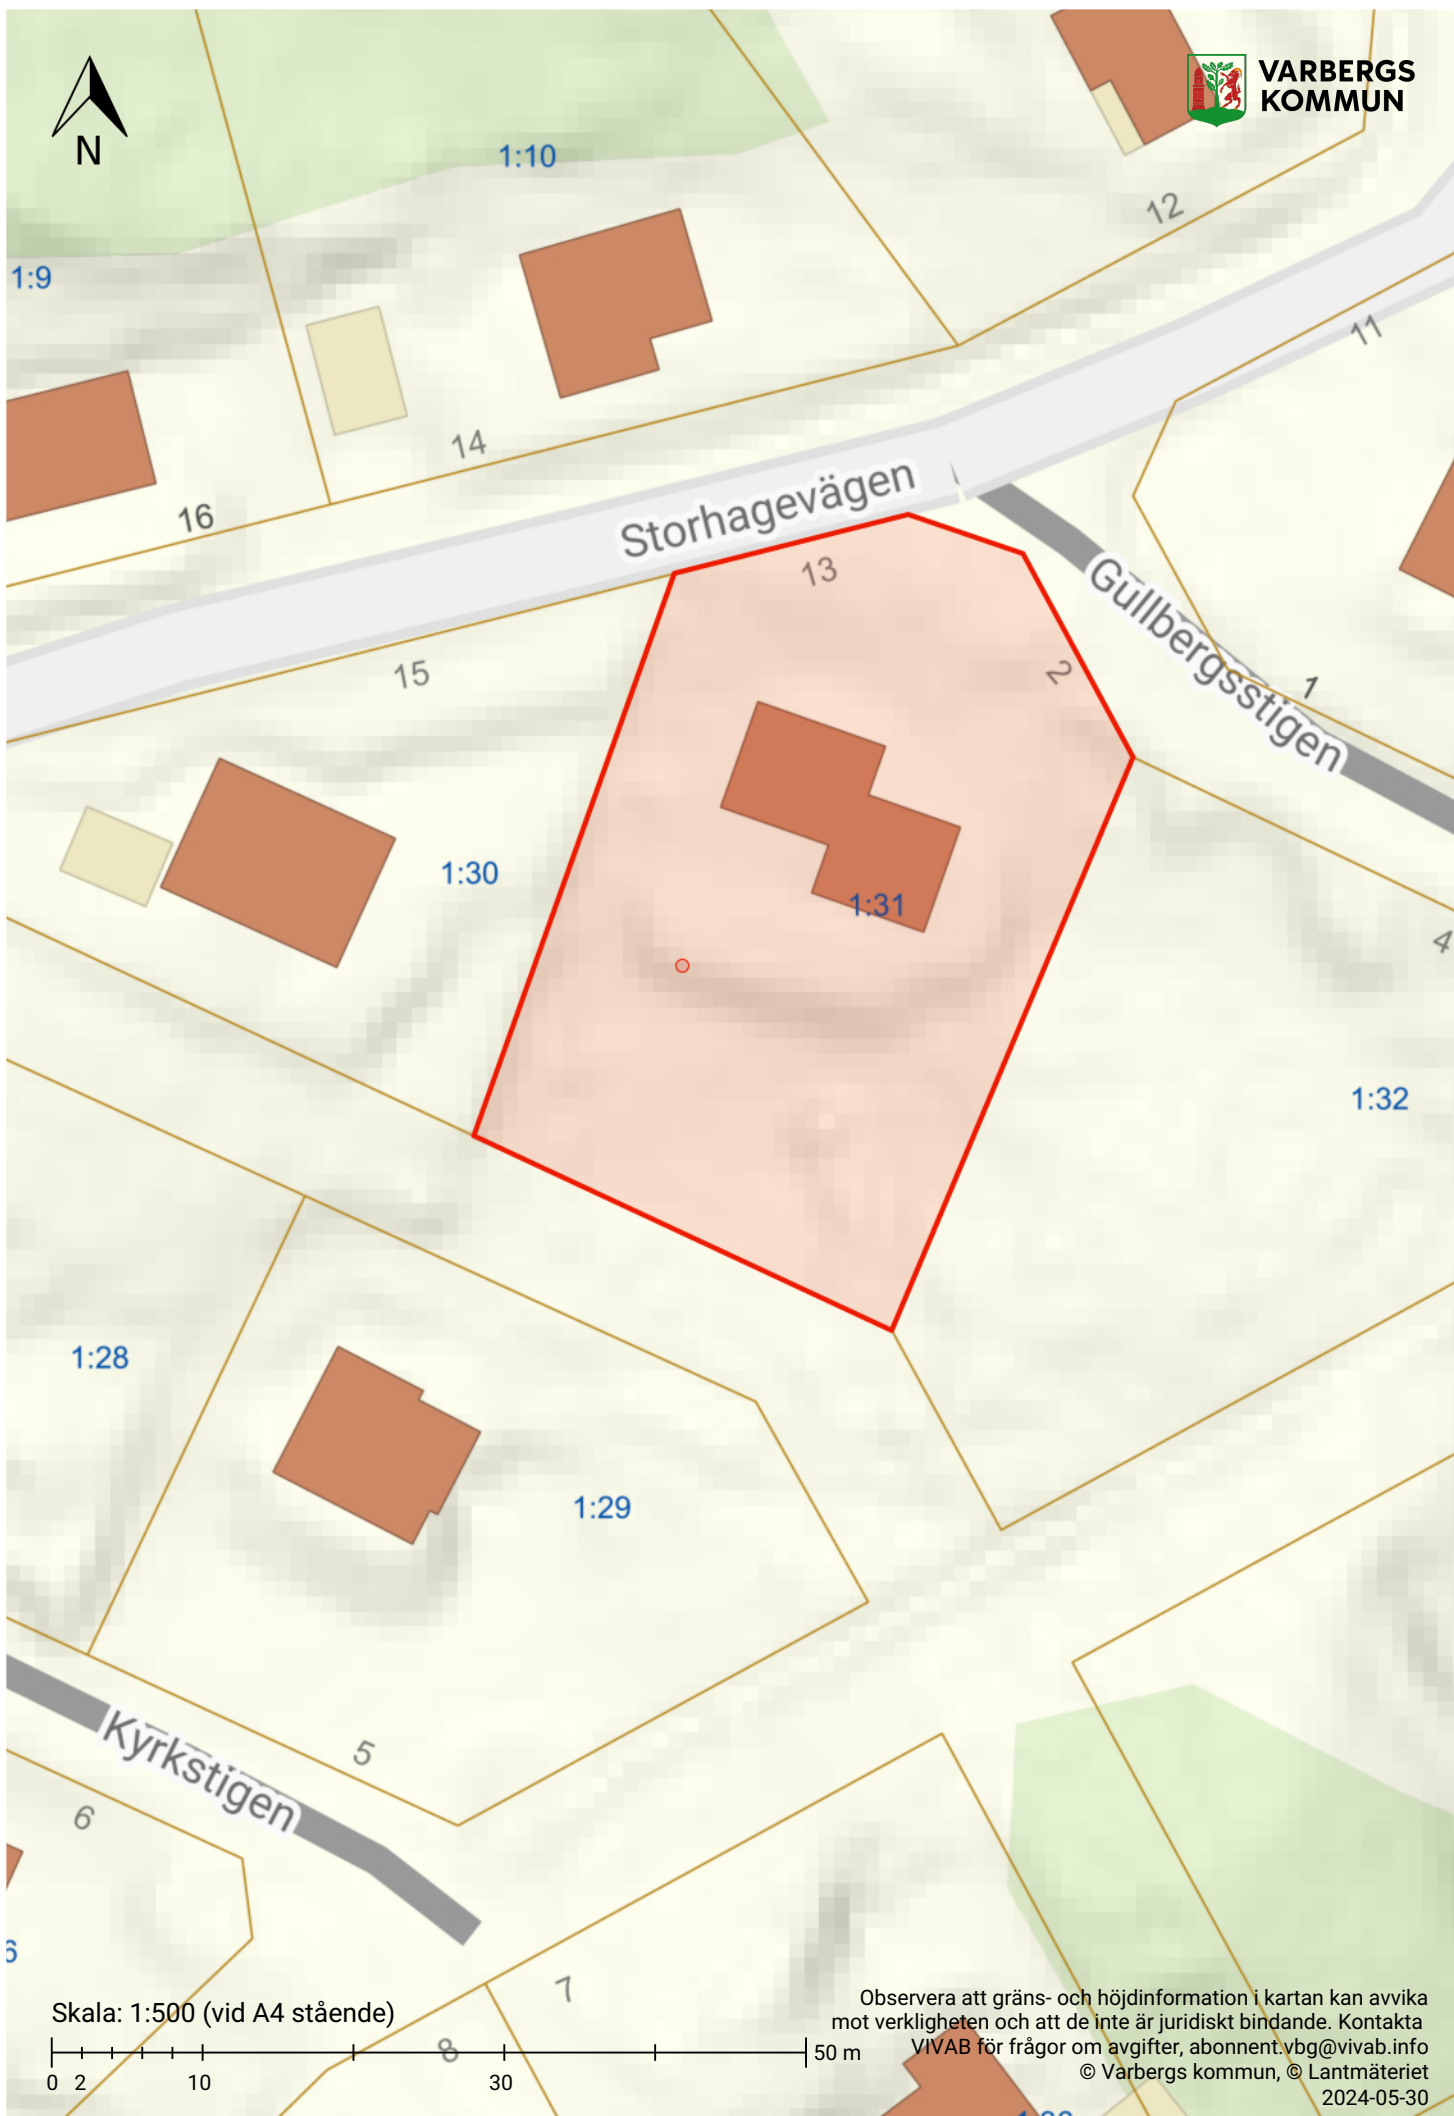 N
VARBERGS
KOMMUN
1:10
12
1:9
11
14
16
Storhagevägen
13
Gullbergsstigen
15
2
1
1:30
1:31
4
1:32
1:28
1:29
5
Kyrkstigen
6
6
7
8
Skala: 1:500 (vid A4 stående)
0 2 10 30 50 m
Observera att gräns- och höjdinformation i kartan kan avvika
mot verkligheten och att de inte är juridiskt bindande. Kontakta
VIVAB för frågor om avgifter, abonnent.vbg@vivab.info
© Varbergs kommun, © Lantmäteriet
2024-05-30